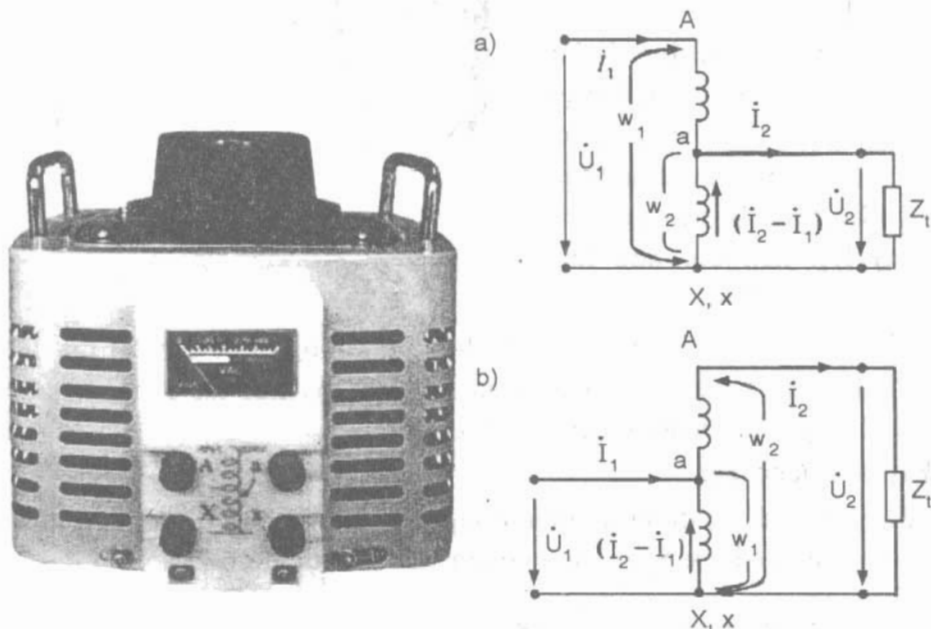 a)
A
İ₁
w₁
U̇₁
a
İ₂
w₂
(İ₂ – İ₁)
U̇₂
Zₜ
X, x
b)
A
İ₂
w₂
İ₁
a
U̇₂
Zₜ
U̇₁
(İ₂ – İ₁)
w₁
X, x
A
X